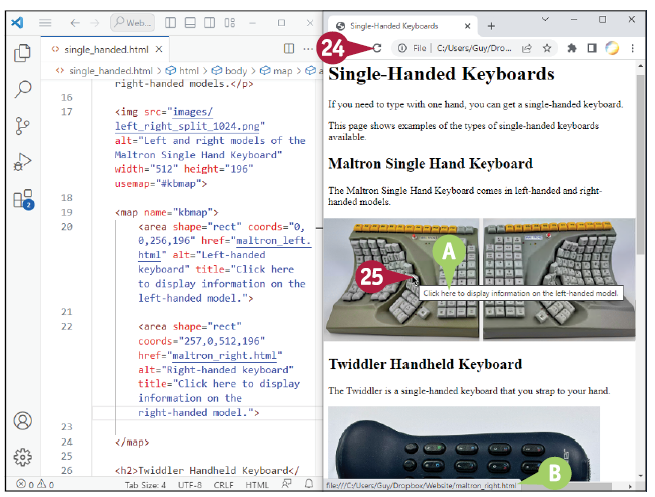 Web...
single_handed.html
single_handed.html > html > body > map > a
right-handed models.</p>
16
17 <img src="images/
left_right_split_1024.png"
alt="Left and right models of the
Maltron Single Hand Keyboard"
width="512" height="196"
usemap="#kbmap">
18
19 <map name="kbmap">
20 <area shape="rect" coords="0,
0,256,196" href="maltron_left.
html" alt="Left-handed
keyboard" title="Click here
to display information on the
left-handed model.">
21
22 <area shape="rect"
coords="257,0,512,196"
href="maltron_right.html"
alt="Right-handed keyboard"
title="Click here to display
information on the
right-handed model.">
23
24 </map>
25
26 <h2>Twiddler Handheld Keyboard</
2
0 0 Tab Size: 4 UTF-8 CRLF HTML
Single-Handed Keyboards
24
File | C:/Users/Guy/Dro...
Single-Handed Keyboards
If you need to type with one hand, you can get a single-handed keyboard.
This page shows examples of the types of single-handed keyboards
available.
Maltron Single Hand Keyboard
The Maltron Single Hand Keyboard comes in left-handed and right-
handed models.
A
25
Click here to display information on the left-handed model.
Twiddler Handheld Keyboard
The Twiddler is a single-handed keyboard that you strap to your hand.
B
file:///C:/Users/Guy/Dropbox/Website/maltron_right.html